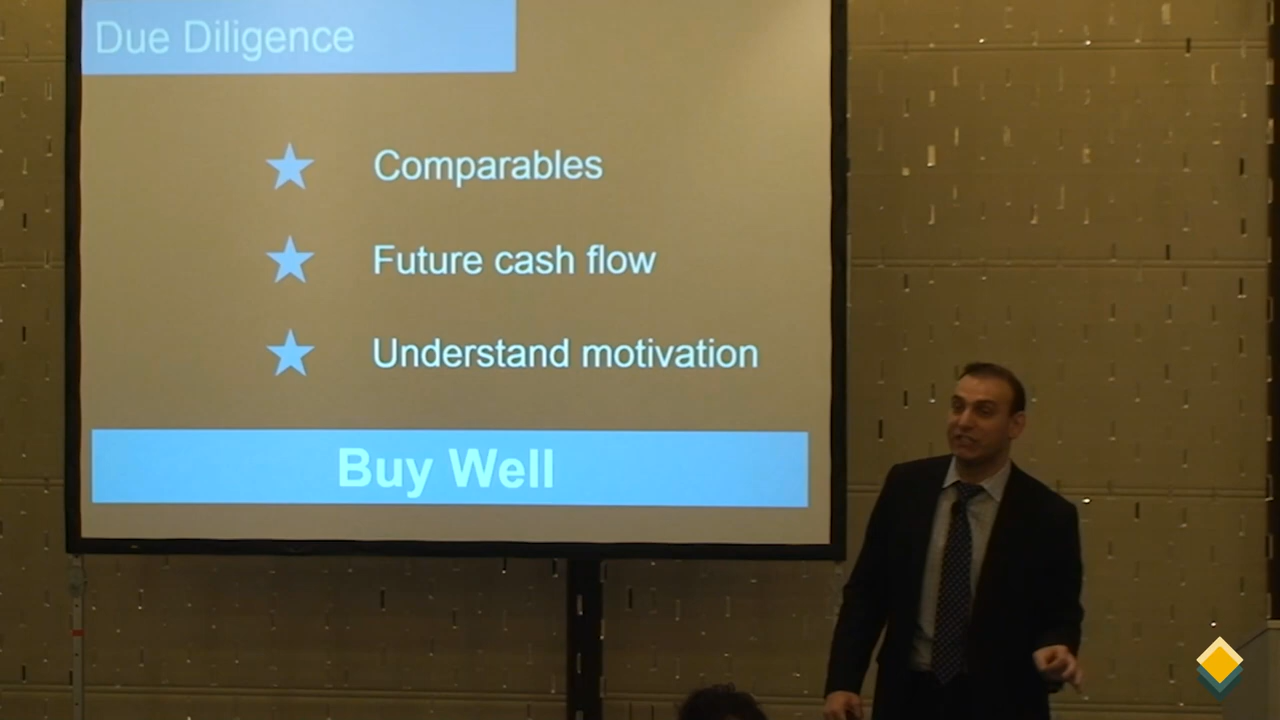 Due Diligence
Comparables
Future cash flow
Understand motivation
Buy Well